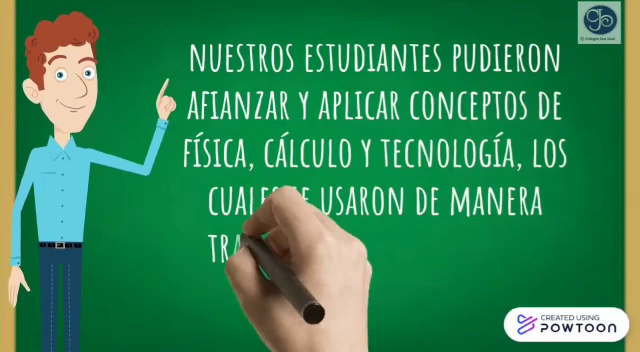 NUESTROS ESTUDIANTES PUDIERON
AFIANZAR Y APLICAR CONCEPTOS DE
FÍSICA, CÁLCULO Y TECNOLOGÍA, LOS
USARON DE MANERA
CREATED USING
POWTOON